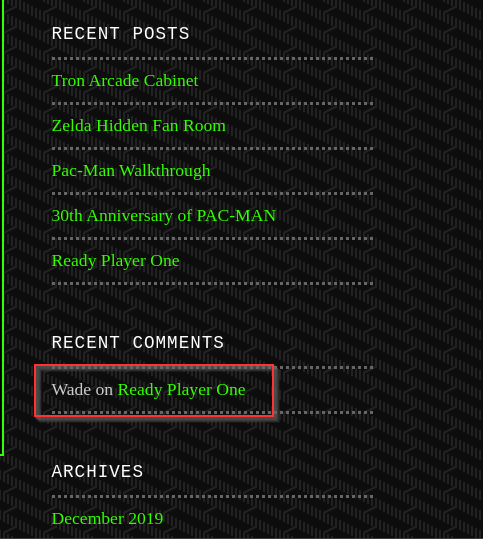 RECENT POSTS
Tron Arcade Cabinet
Zelda Hidden Fan Room
Pac-Man Walkthrough
30th Anniversary of PAC-MAN
Ready Player One
RECENT COMMENTS
Wade on Ready Player One
ARCHIVES
December 2019